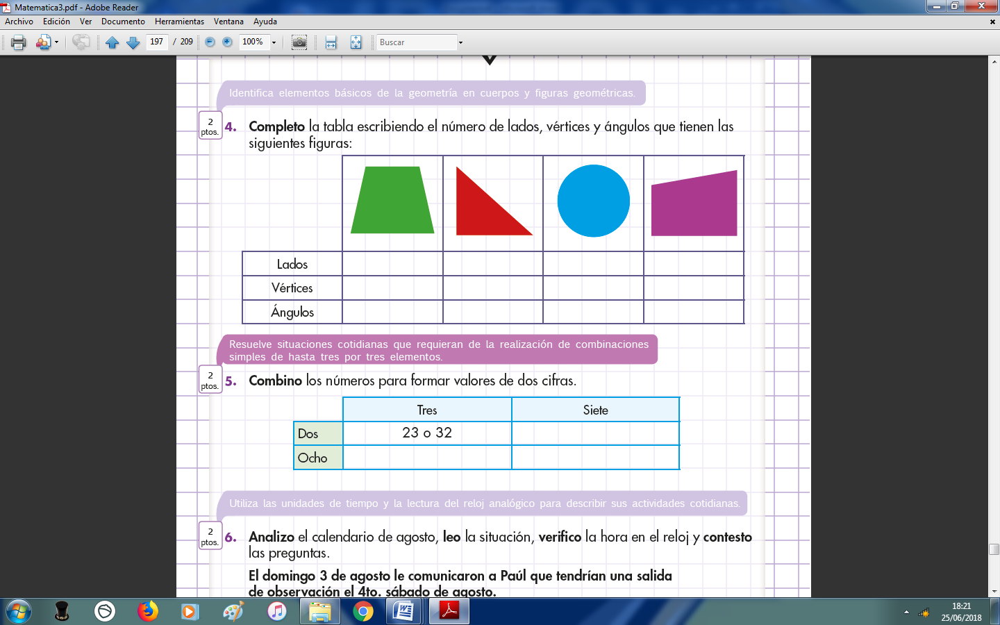 Matematica3.pdf - Adobe Reader
Archivo Edición Ver Documento Herramientas Ventana Ayuda
197 / 209 100% Buscar
Identifica elementos básicos de la geometría en cuerpos y figuras geométricas.
2 ptos.
4. Completo la tabla escribiendo el número de lados, vértices y ángulos que tienen las
siguientes figuras:
Lados
Vértices
Ángulos
Resuelve situaciones cotidianas que requieran de la realización de combinaciones
simples de hasta tres por tres elementos.
2 ptos.
5. Combino los números para formar valores de dos cifras.
Tres Siete
Dos 23 o 32
Ocho
Utiliza las unidades de tiempo y la lectura del reloj analógico para describir sus actividades cotidianas.
2 ptos.
6. Analizo el calendario de agosto, leo la situación, verifico la hora en el reloj y contesto
las preguntas.
El domingo 3 de agosto le comunicaron a Paúl que tendrían una salida
de observación el 4to. sábado de agosto.
18:21
25/06/2018